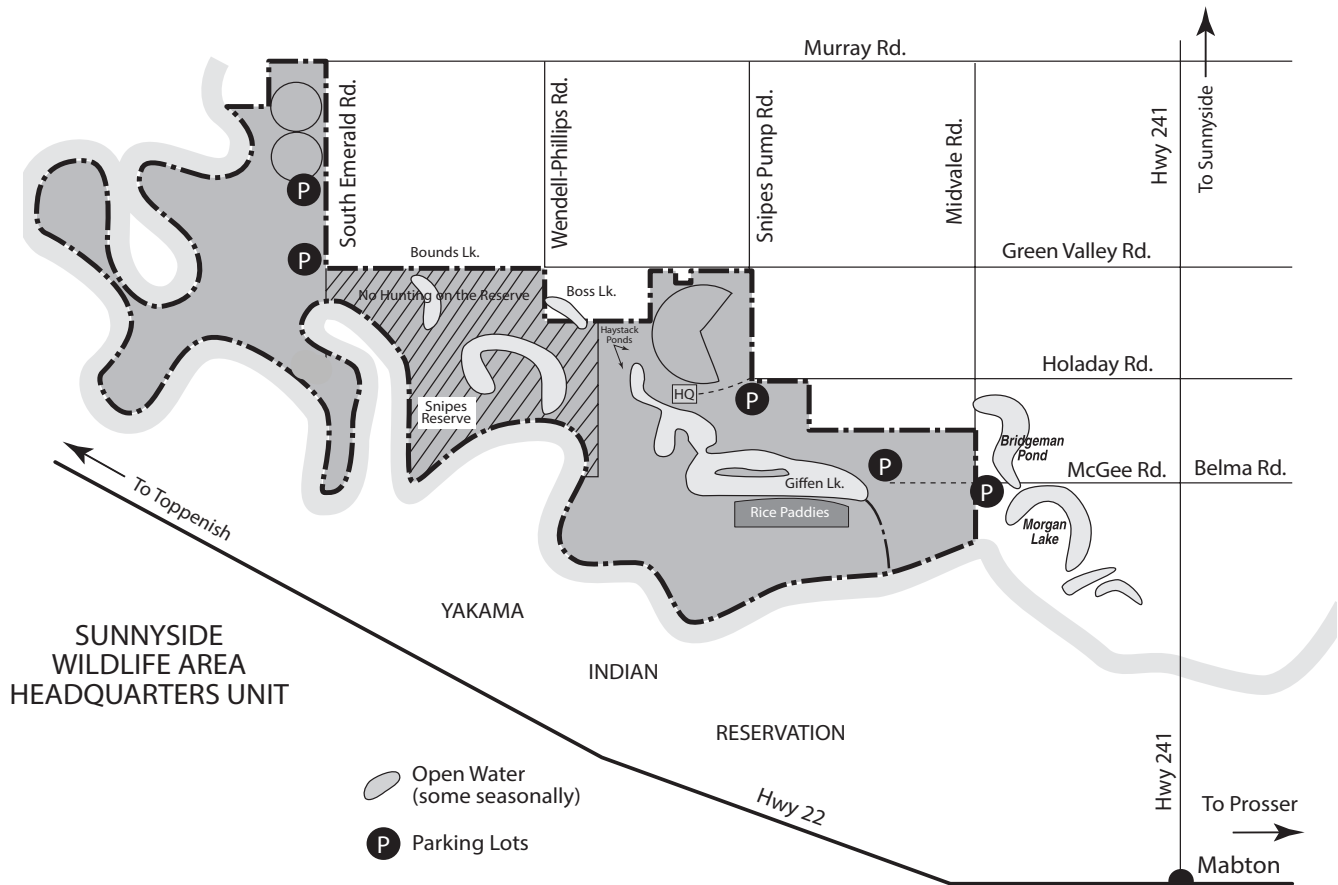 Murray Rd.
South Emerald Rd.
Wendell-Phillips Rd.
Snipes Pump Rd.
Midvale Rd.
Hwy 241
To Sunnyside
P
P
Bounds Lk.
Green Valley Rd.
No Hunting on the Reserve
Boss Lk.
Haystack
Ponds
Holaday Rd.
HQ
P
Snipes
Reserve
Bridgeman
Pond
P
McGee Rd.
Belma Rd.
Giffen Lk.
P
Rice Paddies
Morgan
Lake
To Toppenish
YAKAMA
INDIAN
RESERVATION
SUNNYSIDE
WILDLIFE AREA
HEADQUARTERS UNIT
Open Water
(some seasonally)
P
Parking Lots
Hwy 22
Hwy 241
To Prosser
Mabton